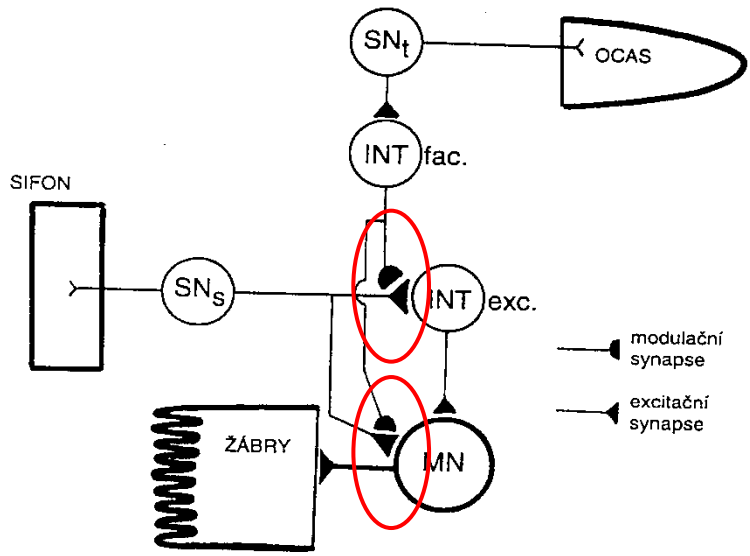 SNt
OCAS
INT fac.
SIFON
SNs
INT exc.
modulační
synapse
excitační
synapse
ŽÁBRY
MN